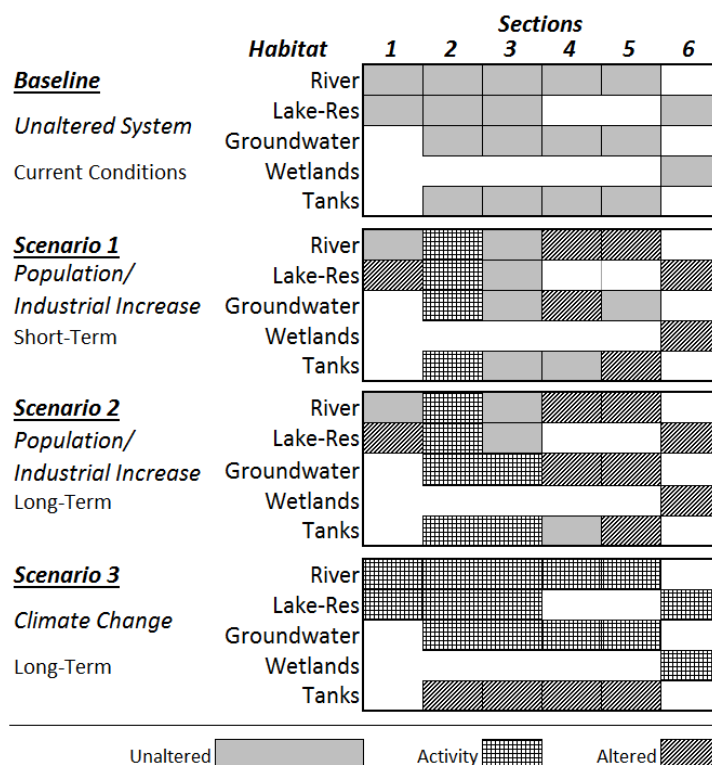 Sections
Habitat 1 2 3 4 5 6
Baseline River
Unaltered System Lake-Res
Groundwater
Current Conditions Wetlands
Tanks
Scenario 1 River
Population/ Lake-Res
Industrial Increase Groundwater
Short-Term Wetlands
Tanks
Scenario 2 River
Population/ Lake-Res
Industrial Increase Groundwater
Long-Term Wetlands
Tanks
Scenario 3 River
Climate Change Lake-Res
Groundwater
Long-Term Wetlands
Tanks
Unaltered Activity Altered